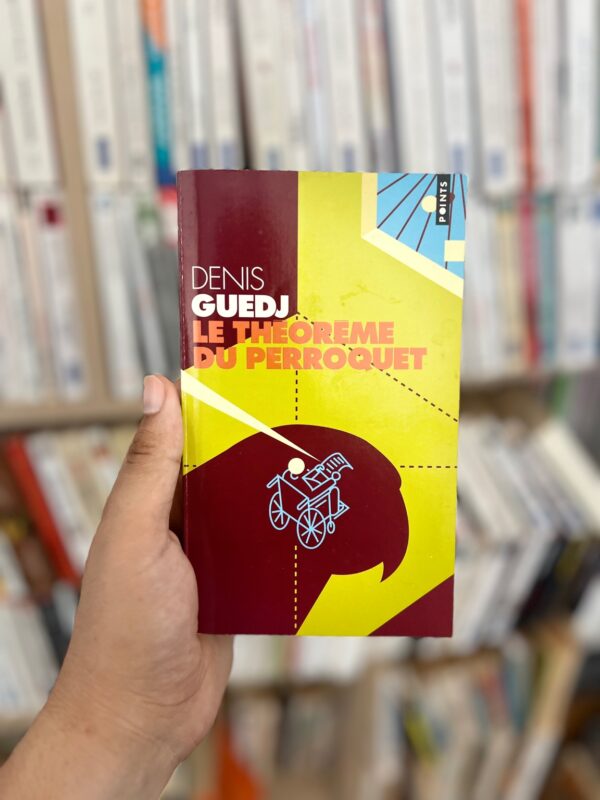 POINTS
DENIS
GUEDJ
LE THÉORÈME
DU PERROQUET